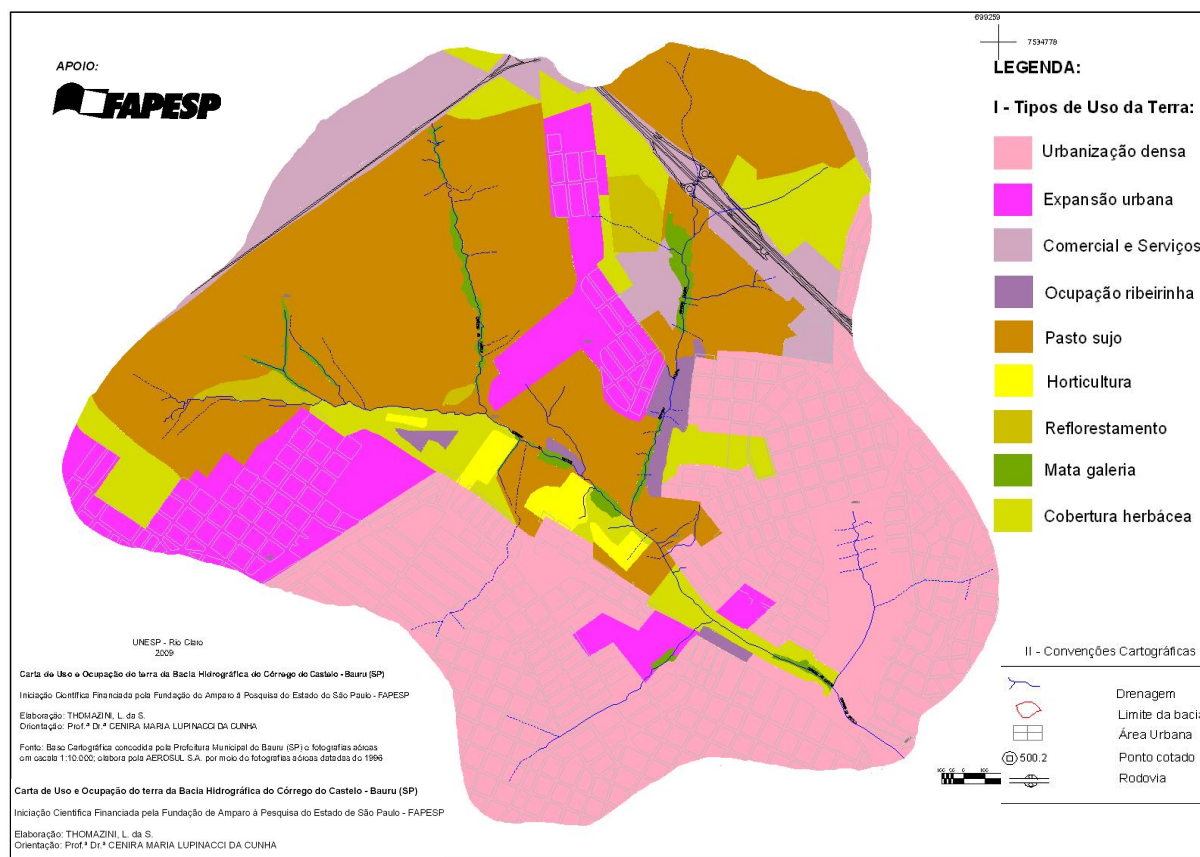 699259
7534778
APOIO:
FAPESP
LEGENDA:
I - Tipos de Uso da Terra:
Urbanização densa
Expansão urbana
Comercial e Serviços
Ocupação ribeirinha
Pasto sujo
Horticultura
Reflorestamento
Mata galeria
Cobertura herbácea
II - Convenções Cartográficas
Drenagem
Limite da bacia
Área Urbana
500.2
Ponto cotado
Rodovia
UNESP - Rio Claro
2009
Carta de Uso e Ocupação do terra da Bacia Hidrográfica do Córrego do Castelo - Bauru (SP)
Iniciação Científica Financiada pela Fundação do Amparo à Pesquisa do Estado de São Paulo - FAPESP
Elaboração: THOMAZINI, L. da S.
Orientação: Prof.ª Dr.ª CENIRA MARIA LUPINACCI DA CUNHA
Fonte: Base Cartográfica concedida pela Prefeitura Municipal de Bauru (SP) e fotografias aéreas
em escala 1:10.000; elabora pela AEROSUL S.A. por meio de fotografias aéreas datadas de 1996
Carta de Uso e Ocupação do terra da Bacia Hidrográfica do Córrego do Castelo - Bauru (SP)
Iniciação Científica Financiada pela Fundação de Amparo à Pesquisa do Estado de São Paulo - FAPESP
Elaboração: THOMAZINI, L. da S.
Orientação: Prof.ª Dr.ª CENIRA MARIA LUPINACCI DA CUNHA